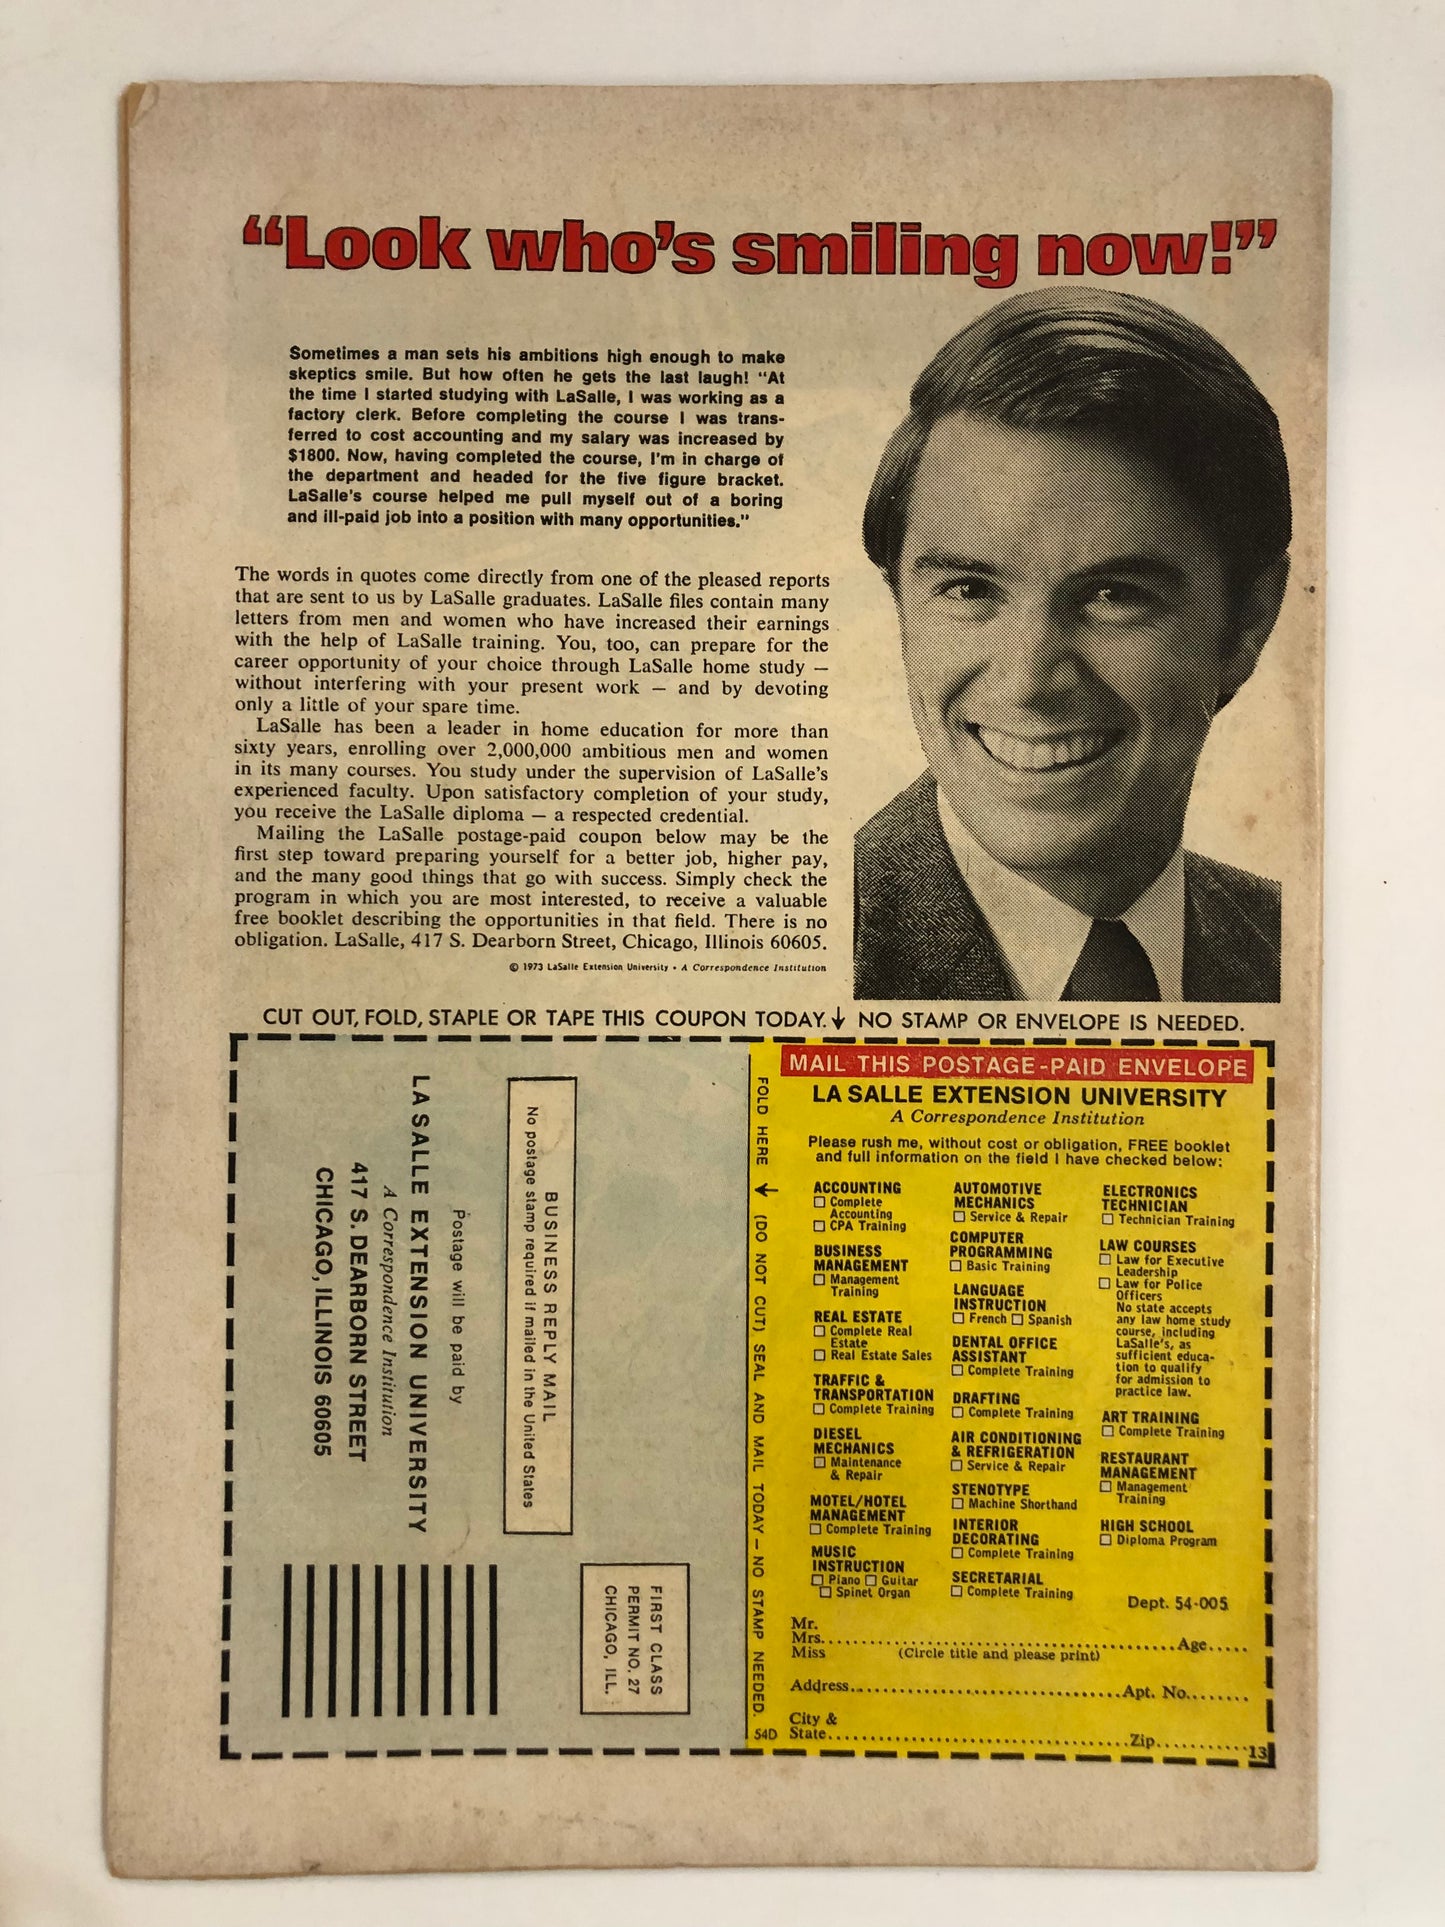 “Look who’s smiling now!”
Sometimes a man sets his ambitions high enough to make
skeptics smile. But how often he gets the last laugh! “At
the time I started studying with LaSalle, I was working as a
factory clerk. Before completing the course I was trans-
ferred to cost accounting and my salary was increased by
$1800. Now, having completed the course, I’m in charge of
the department and headed for the five figure bracket.
LaSalle’s course helped me pull myself out of a boring
and ill-paid job into a position with many opportunities.”
The words in quotes come directly from one of the pleased reports
that are sent to us by LaSalle graduates. LaSalle files contain many
letters from men and women who have increased their earnings
with the help of LaSalle training. You, too, can prepare for the
career opportunity of your choice through LaSalle home study —
without interfering with your present work — and by devoting
only a little of your spare time.
LaSalle has been a leader in home education for more than
sixty years, enrolling over 2,000,000 ambitious men and women
in its many courses. You study under the supervision of LaSalle’s
experienced faculty. Upon satisfactory completion of your study,
you receive the LaSalle diploma — a respected credential.
Mailing the LaSalle postage-paid coupon below may be the
first step toward preparing yourself for a better job, higher pay,
and the many good things that go with success. Simply check the
program in which you are most interested, to receive a valuable
free booklet describing the opportunities in that field. There is no
obligation. LaSalle, 417 S. Dearborn Street, Chicago, Illinois 60605.
© 1973 LaSalle Extension University • A Correspondence Institution
CUT OUT, FOLD, STAPLE OR TAPE THIS COUPON TODAY.↓ NO STAMP OR ENVELOPE IS NEEDED.
FIRST CLASS
PERMIT NO. 27
CHICAGO, ILL.
BUSINESS REPLY MAIL
No postage stamp required if mailed in the United States
Postage will be paid by
LA SALLE EXTENSION UNIVERSITY
A Correspondence Institution
417 S. DEARBORN STREET
CHICAGO, ILLINOIS 60605
FOLD HERE ↓ (DO NOT CUT) SEAL AND MAIL TODAY — NO STAMP NEEDED.
54D
MAIL THIS POSTAGE-PAID ENVELOPE
LA SALLE EXTENSION UNIVERSITY
A Correspondence Institution
Please rush me, without cost or obligation, FREE booklet
and full information on the field I have checked below:
ACCOUNTING
☐ Complete
Accounting
☐ CPA Training
BUSINESS
MANAGEMENT
☐ Management
Training
REAL ESTATE
☐ Complete Real
Estate
☐ Real Estate Sales
TRAFFIC &
TRANSPORTATION
☐ Complete Training
DIESEL
MECHANICS
☐ Maintenance
& Repair
MOTEL/HOTEL
MANAGEMENT
☐ Complete Training
MUSIC
INSTRUCTION
☐ Piano ☐ Guitar
☐ Spinet Organ
AUTOMOTIVE
MECHANICS
☐ Service & Repair
COMPUTER
PROGRAMMING
☐ Basic Training
LANGUAGE
INSTRUCTION
☐ French ☐ Spanish
DENTAL OFFICE
ASSISTANT
☐ Complete Training
DRAFTING
☐ Complete Training
AIR CONDITIONING
& REFRIGERATION
☐ Service & Repair
STENOTYPE
☐ Machine Shorthand
INTERIOR
DECORATING
☐ Complete Training
SECRETARIAL
☐ Complete Training
ELECTRONICS
TECHNICIAN
☐ Technician Training
LAW COURSES
☐ Law for Executive
Leadership
☐ Law for Police
Officers
No state accepts
any law home study
course, including
LaSalle’s, as
sufficient educa-
tion to qualify
for admission to
practice law.
ART TRAINING
☐ Complete Training
RESTAURANT
MANAGEMENT
☐ Management
Training
HIGH SCHOOL
☐ Diploma Program
Dept. 54-005
Mr.
Mrs.........................................Age.....
Miss (Circle title and please print)
Address...............................Apt. No........
City &
State...................................Zip...........
13